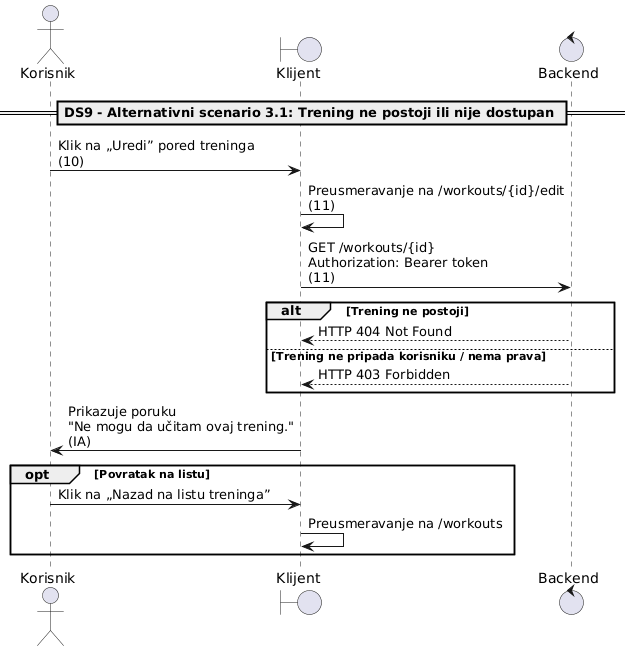 Korisnik
Klijent
Backend
DS9 - Alternativni scenario 3.1: Trening ne postoji ili nije dostupan
Klik na „Uredi” pored treninga
(10)
Preusmeravanje na /workouts/{id}/edit
(11)
GET /workouts/{id}
Authorization: Bearer token
(11)
alt
[Trening ne postoji]
HTTP 404 Not Found
[Trening ne pripada korisniku / nema prava]
HTTP 403 Forbidden
Prikazuje poruku
"Ne mogu da učitam ovaj trening."
(IA)
opt
[Povratak na listu]
Klik na „Nazad na listu treninga”
Preusmeravanje na /workouts
Korisnik
Klijent
Backend